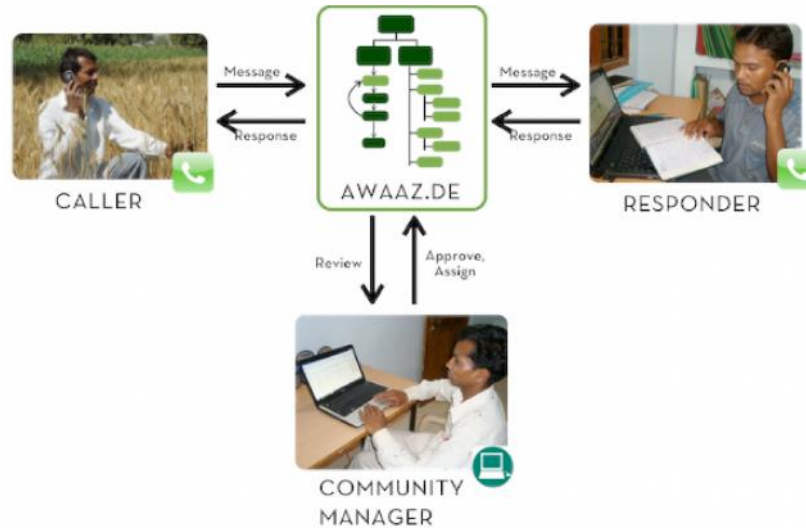 Message
Response
CALLER
AWAAZ.DE
Message
Response
RESPONDER
Review
Approve,
Assign
COMMUNITY
MANAGER